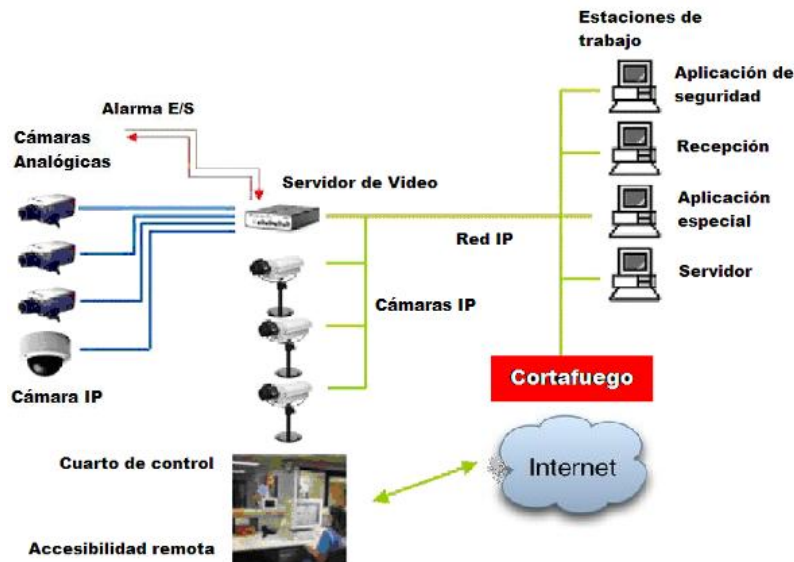 Estaciones de
trabajo
Aplicación de
seguridad
Alarma E/S
Cámaras
Analógicas
Recepción
Servidor de Video
Aplicación
especial
Red IP
Servidor
Cámaras IP
Cámara IP
Cortafuego
Cuarto de control
Internet
Accesibilidad remota